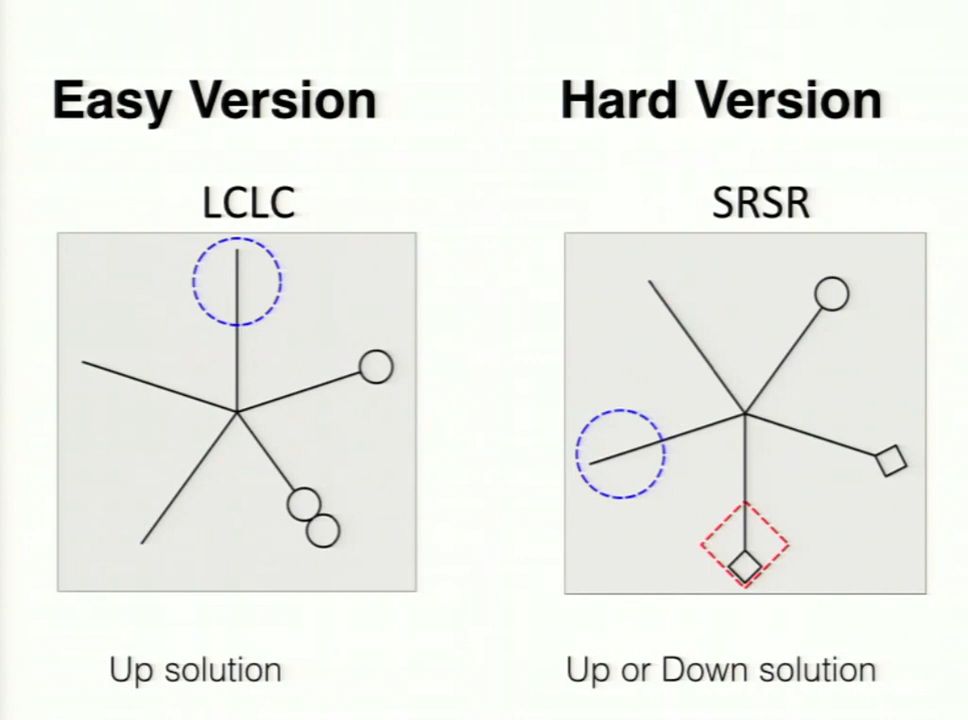 Easy Version
Hard Version
LCLC
SRSR
Up solution
Up or Down solution